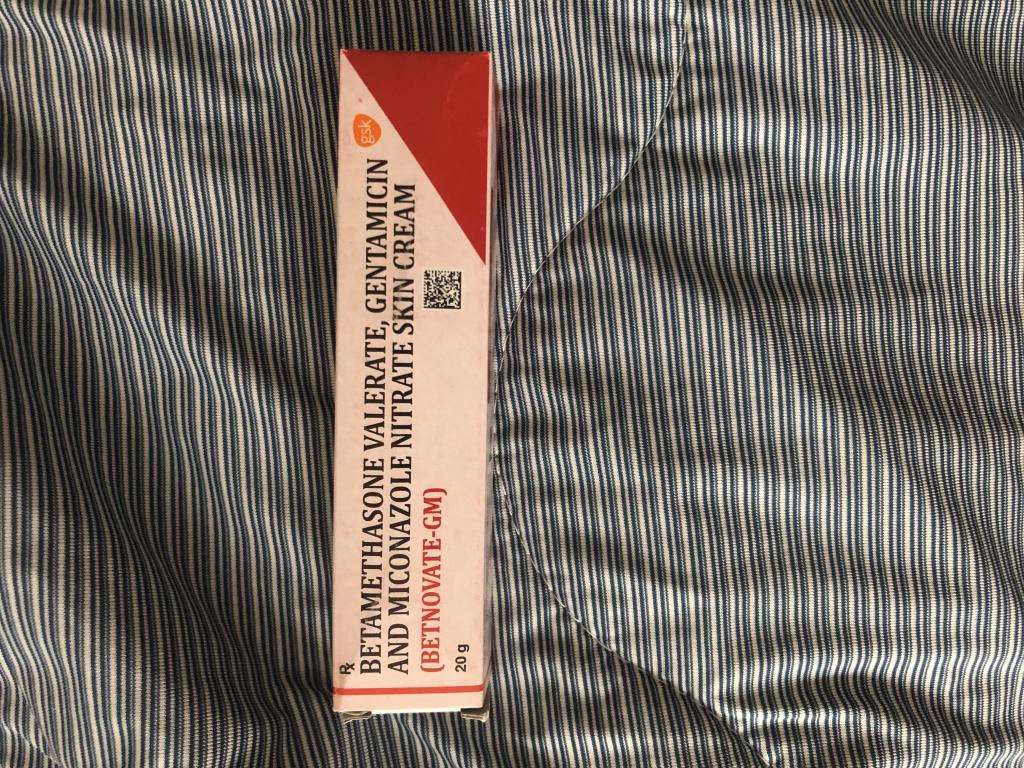 ℞
BETAMETHASONE VALERATE, GENTAMICIN
AND MICONAZOLE NITRATE SKIN CREAM
(BETNOVATE-GM)
20 g
gsk